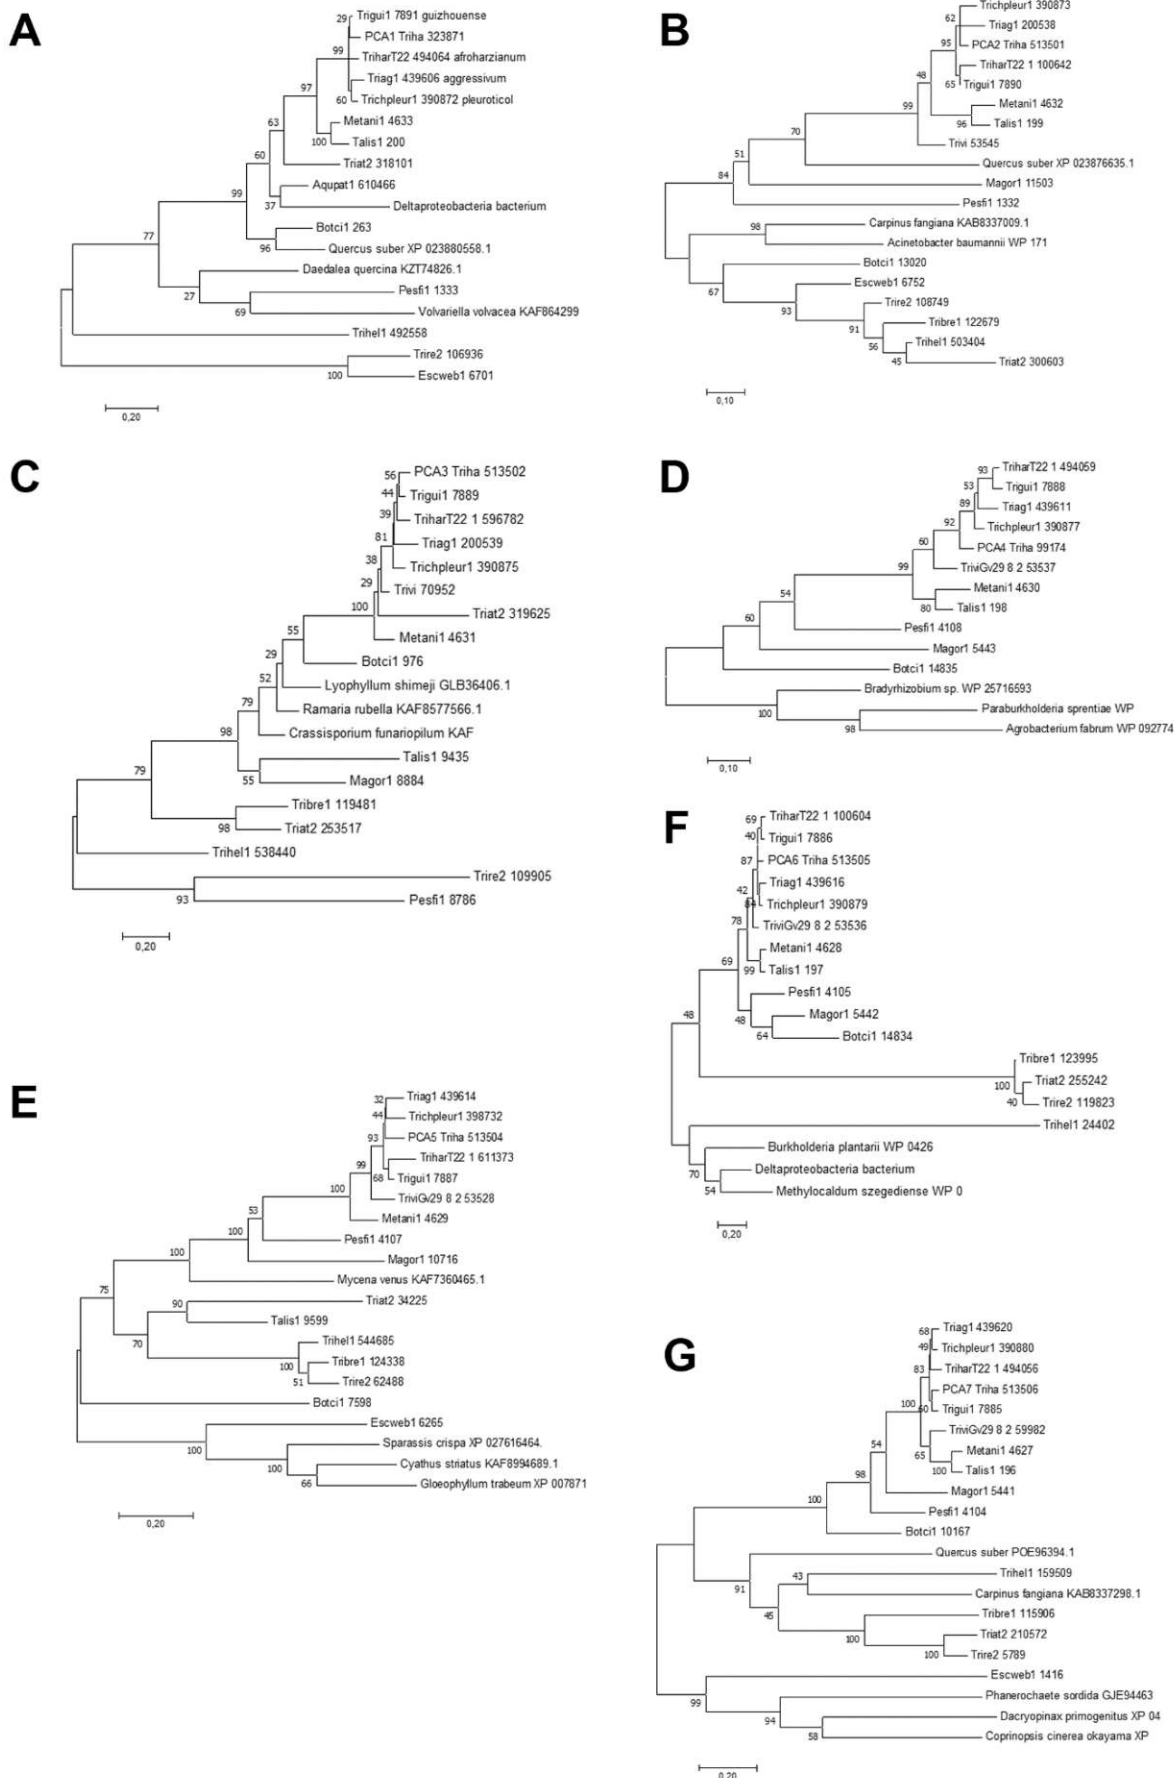 A
29 Trigui1 7891 guizhouense
PCA1 Triha 323871
99 TriharT22 494064 afroharzianum
Triag1 439606 aggressivum
60 Trichpleur1 390872 pleuroticol
97
Metani1 4633
100 Talis1 200
63
Triat2 318101
60
Aqupat1 610466
37 Deltaproteobacteria bacterium
99
Botci1 263
96 Quercus suber XP 023880558.1
77
Daedalea quercina KZT74826.1
27
Pesfi1 1333
69 Volvariella volvacea KAF864299
Trihel1 492558
Trire2 106936
100 Escweb1 6701
0,20
B
Trichpleur1 390873
62
Triag1 200538
95 PCA2 Triha 513501
TriharT22 1 100642
65 Trigui1 7890
48
Metani1 4632
96 Talis1 199
99
Trivi 53545
70
Quercus suber XP 023876635.1
51
Magor1 11503
84
Pesfi1 1332
Carpinus fangiana KAB8337009.1
98
Acinetobacter baumannii WP 171
Botci1 13020
67
Escweb1 6752
93
Trire2 108749
91
Tribre1 122679
56
Trihel1 503404
45 Triat2 300603
0,10
C
56 PCA3 Triha 513502
44 Trigui1 7889
39 TriharT22 1 596782
81 Triag1 200539
38 Trichpleur1 390875
29 Trivi 70952
100 Triat2 319625
Metani1 4631
55
Botci1 976
29
Lyophyllum shimeji GLB36406.1
52
Ramaria rubella KAF8577566.1
79
Crassisporium funariopilum KAF
98
Talis1 9435
55 Magor1 8884
79
Tribre1 119481
98 Triat2 253517
Trihel1 538440
Trire2 109905
93 Pesfi1 8786
0,20
D
93 TriharT22 1 494059
53 Trigui1 7888
89 Triag1 439611
92 Trichpleur1 390877
PCA4 Triha 99174
60
TriviGv29 8 2 53537
99
Metani1 4630
80 Talis1 198
54
Pesfi1 4108
60
Magor1 5443
Botci1 14835
Bradyrhizobium sp. WP 25716593
100
Paraburkholderia sprentiae WP
98 Agrobacterium fabrum WP 092774
0,10
E
32 Triag1 439614
44 Trichpleur1 398732
93 PCA5 Triha 513504
TriharT22 1 611373
68 Trigui1 7887
99
TriviGv29 8 2 53528
100
Metani1 4629
53
Pesfi1 4107
100
Magor1 10716
100
Mycena venus KAF7360465.1
75
90 Triat2 34225
Talis1 9599
70
Trihel1 544685
100 Tribre1 124338
51 Trire2 62488
Botci1 7598
Escweb1 6265
100
Sparassis crispa XP 027616464.
100
Cyathus striatus KAF8994689.1
66 Gloeophyllum trabeum XP 007871
0,20
F
69 TriharT22 1 100604
40 Trigui1 7886
87 PCA6 Triha 513505
42 Triag1 439616
84 Trichpleur1 390879
78 TriviGv29 8 2 53536
Metani1 4628
69
99 Talis1 197
Pesfi1 4105
48 Magor1 5442
64 Botci1 14834
48
Tribre1 123995
100 Triat2 255242
40 Trire2 119823
Trihel1 24402
Burkholderia plantarii WP 0426
70 Deltaproteobacteria bacterium
54 Methylocaldum szegediense WP 0
0,20
G
68 Triag1 439620
49 Trichpleur1 390880
83 TriharT22 1 494056
PCA7 Triha 513506
60 Trigui1 7885
100
TriviGv29 8 2 59982
65 Metani1 4627
100 Talis1 196
54
Magor1 5441
98
Pesfi1 4104
100
Botci1 10167
Quercus suber POE96394.1
91
43 Trihel1 159509
Carpinus fangiana KAB8337298.1
45
Tribre1 115906
100 Triat2 210572
100 Trire2 5789
Escweb1 1416
99
Phanerochaete sordida GJE94463
94
Dacryopinax primogenitus XP 04
58 Coprinopsis cinerea okayama XP
0,20